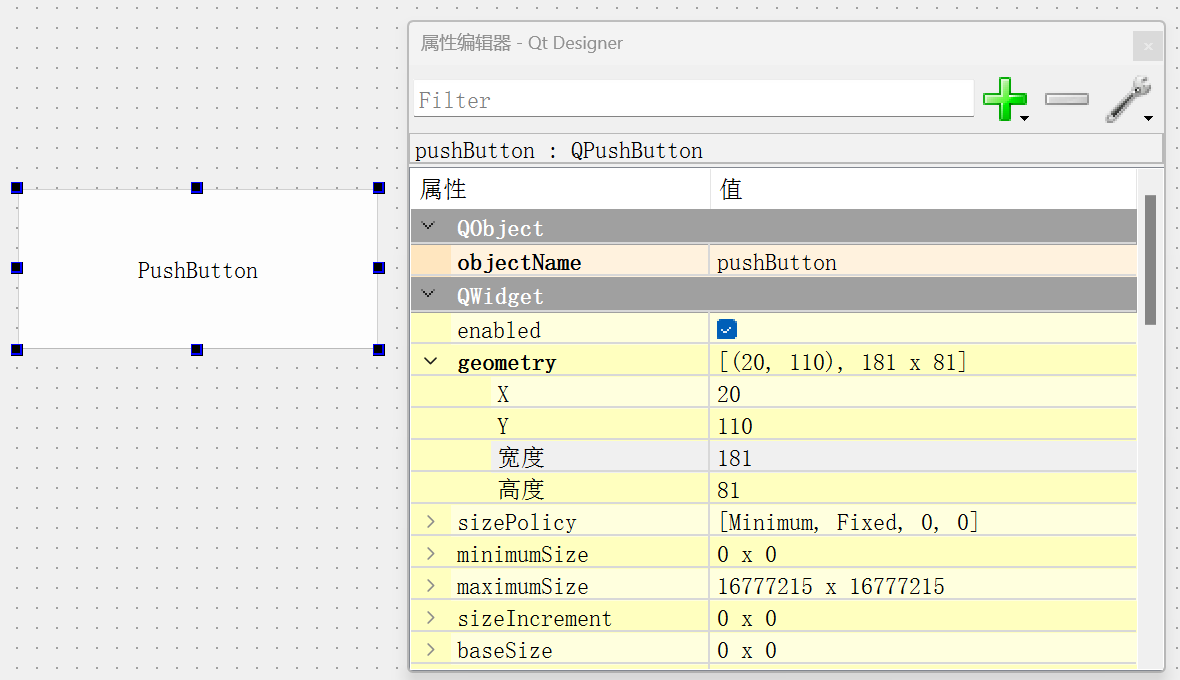 属性编辑器 - Qt Designer
Filter
pushButton : QPushButton
属性 值
QObject
objectName pushButton
QWidget
enabled
geometry [(20, 110), 181 x 81]
X 20
Y 110
宽度 181
高度 81
sizePolicy [Minimum, Fixed, 0, 0]
minimumSize 0 x 0
maximumSize 16777215 x 16777215
sizeIncrement 0 x 0
baseSize 0 x 0
PushButton